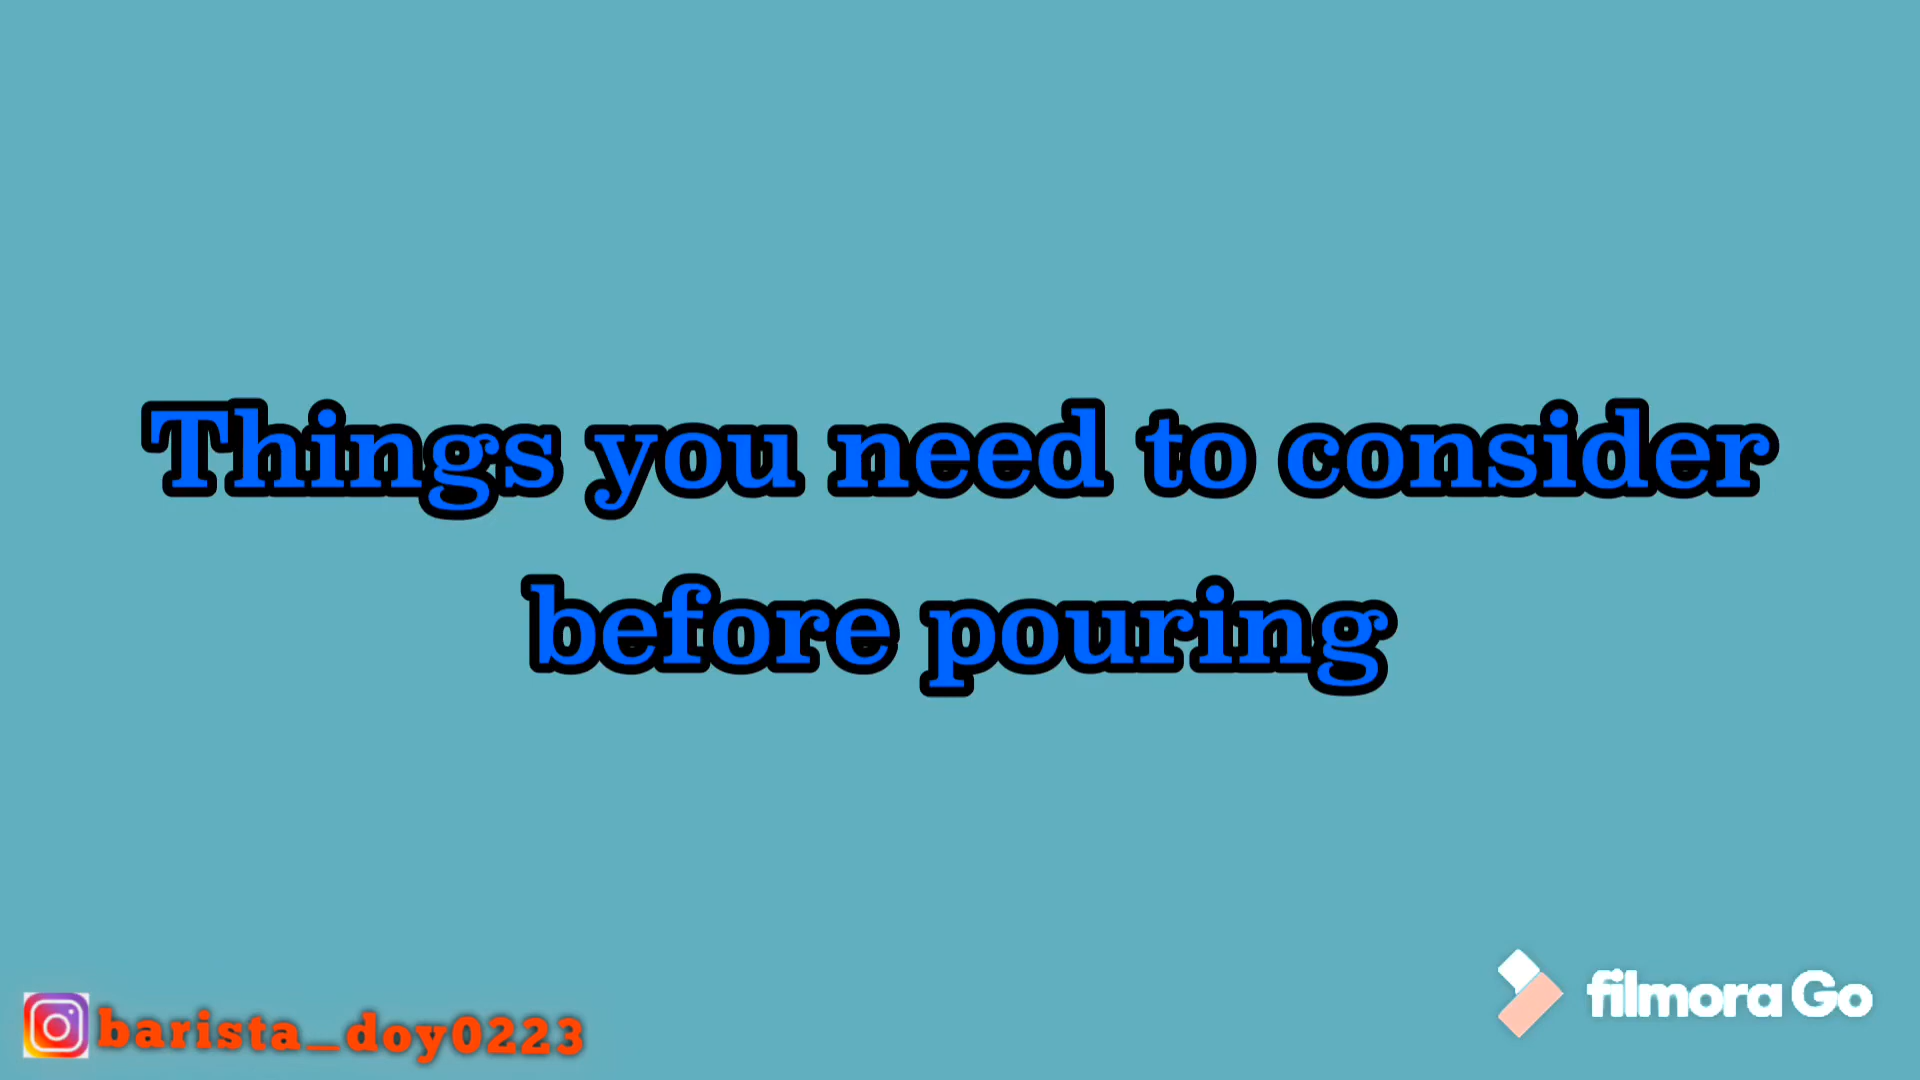 Things you need to consider
before pouring
barista_doy0223
filmora Go